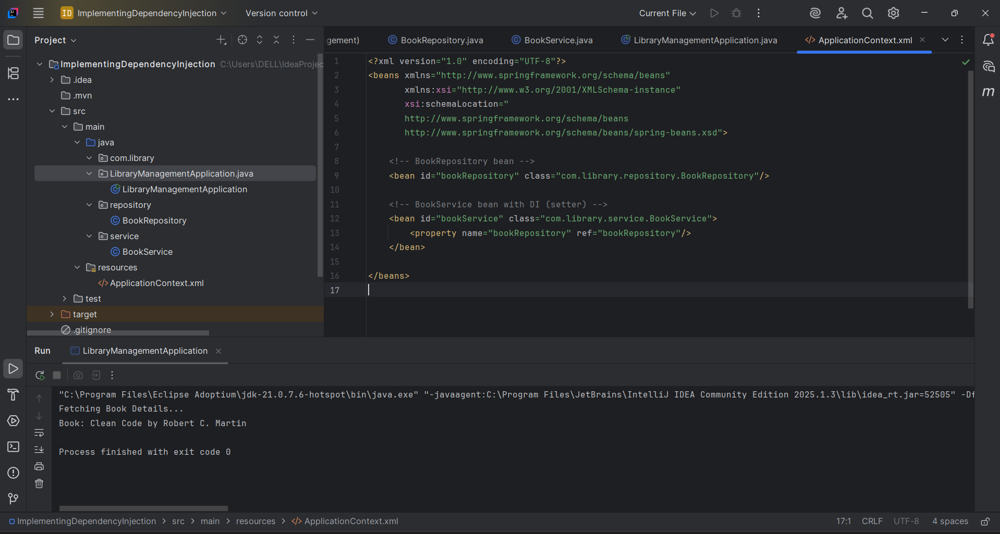 ID ImplementingDependencyInjection Version control Current File
Project
ImplementingDependencyInjection C:\Users\DELL\IdeaProjec
.idea
.mvn
src
main
java
com.library
LibraryManagementApplication.java
LibraryManagementApplication
repository
BookRepository
service
BookService
resources
ApplicationContext.xml
test
target
.gitignore
gement) BookRepository.java BookService.java LibraryManagementApplication.java ApplicationContext.xml
1 <?xml version="1.0" encoding="UTF-8"?>
2 <beans xmlns="http://www.springframework.org/schema/beans"
3 xmlns:xsi="http://www.w3.org/2001/XMLSchema-instance"
4 xsi:schemaLocation="
5 http://www.springframework.org/schema/beans
6 http://www.springframework.org/schema/beans/spring-beans.xsd">
7
8 <!-- BookRepository bean -->
9 <bean id="bookRepository" class="com.library.repository.BookRepository"/>
10
11 <!-- BookService bean with DI (setter) -->
12 <bean id="bookService" class="com.library.service.BookService">
13 <property name="bookRepository" ref="bookRepository"/>
14 </bean>
15
16 </beans>
17
Run LibraryManagementApplication
"C:\Program Files\Eclipse Adoptium\jdk-21.0.7.6-hotspot\bin\java.exe" "-javaagent:C:\Program Files\JetBrains\IntelliJ IDEA Community Edition 2025.1.3\lib\idea_rt.jar=52505" -Df
Fetching Book Details...
Book: Clean Code by Robert C. Martin
Process finished with exit code 0
ImplementingDependencyInjection > src > main > resources > </> ApplicationContext.xml 17:1 CRLF UTF-8 4 spaces